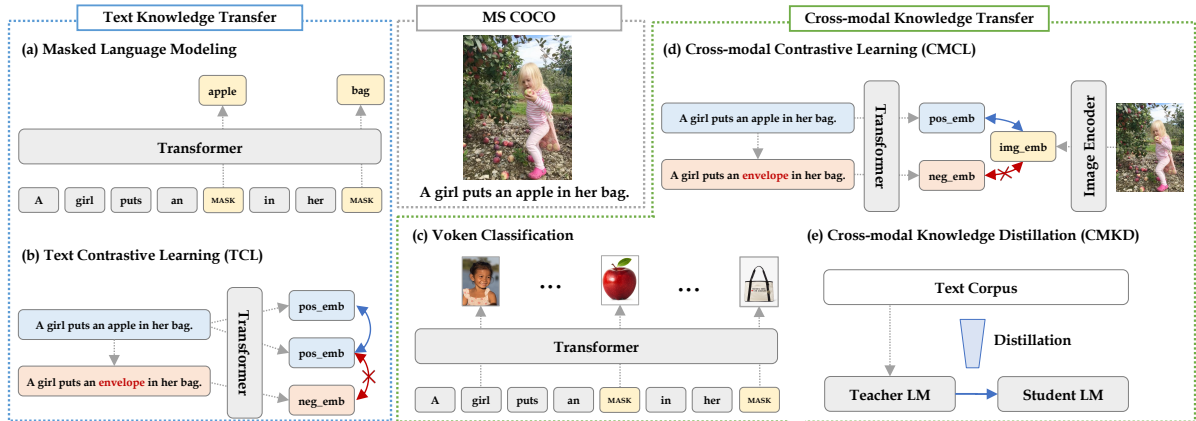 Text Knowledge Transfer
(a) Masked Language Modeling
apple
bag
Transformer
A
girl
puts
an
MASK
in
her
MASK
(b) Text Contrastive Learning (TCL)
A girl puts an apple in her bag.
A girl puts an envelope in her bag.
Transformer
pos_emb
pos_emb
neg_emb
MS COCO
A girl puts an apple in her bag.
Cross-modal Knowledge Transfer
(c) Voken Classification
...
...
Transformer
A
girl
puts
an
MASK
in
her
MASK
(d) Cross-modal Contrastive Learning (CMCL)
A girl puts an apple in her bag.
A girl puts an envelope in her bag.
Transformer
pos_emb
neg_emb
img_emb
Image Encoder
(e) Cross-modal Knowledge Distillation (CMKD)
Text Corpus
Distillation
Teacher LM
Student LM